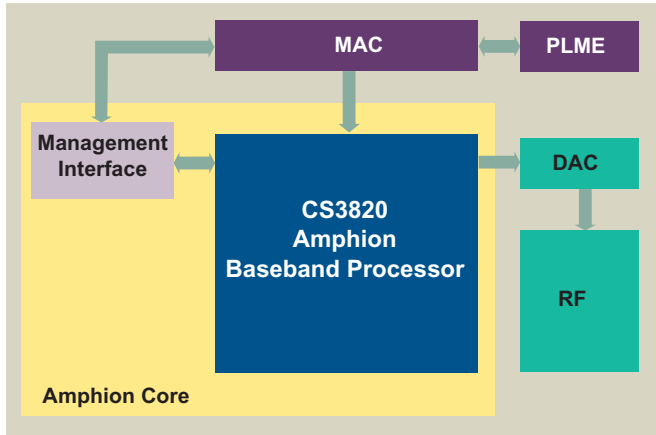 MAC
PLME
Management
Interface
CS3820
Amphion
Baseband Processor
DAC
RF
Amphion Core